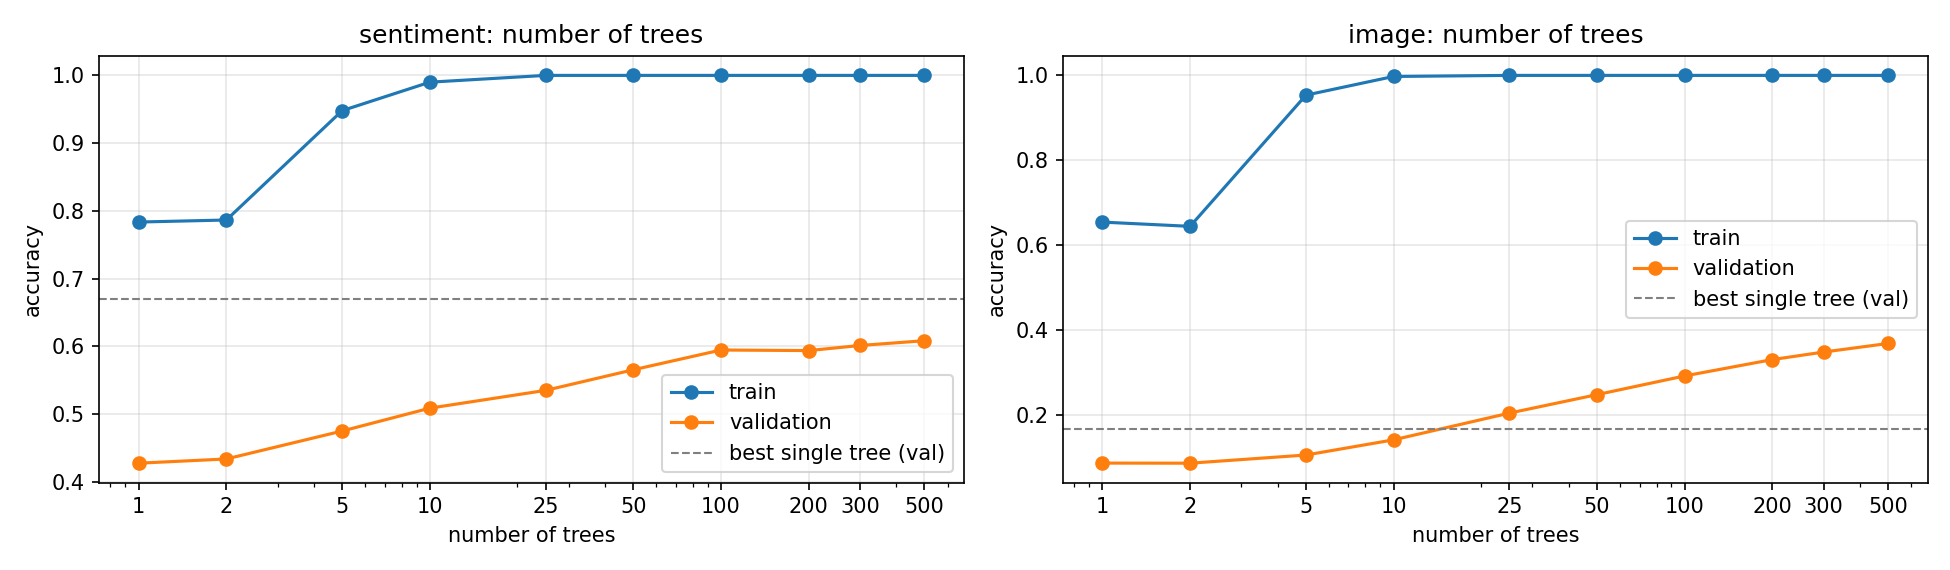 sentiment: number of trees
accuracy
1.0
0.9
0.8
0.7
0.6
0.5
0.4
train
validation
best single tree (val)
1 2 5 10 25 50 100 200 300 500
number of trees
image: number of trees
accuracy
1.0
0.8
0.6
0.4
0.2
train
validation
best single tree (val)
1 2 5 10 25 50 100 200 300 500
number of trees